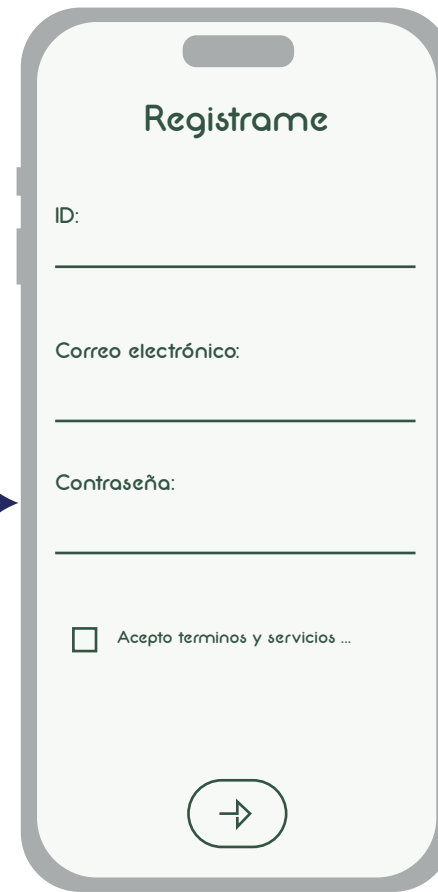 Registrame
ID:
Correo electrónico:
Contraseña:
Acepto terminos y servicios ...